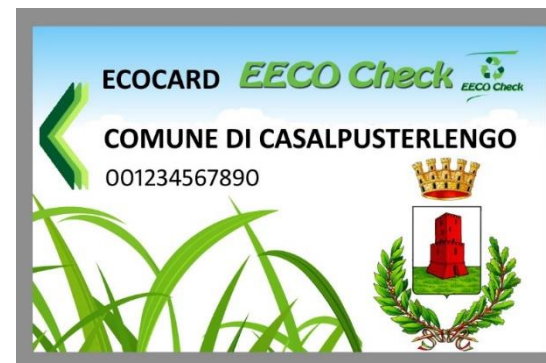 ECOCARD EECO Check EECO Check
COMUNE DI CASALPUSTERLENGO
001234567890